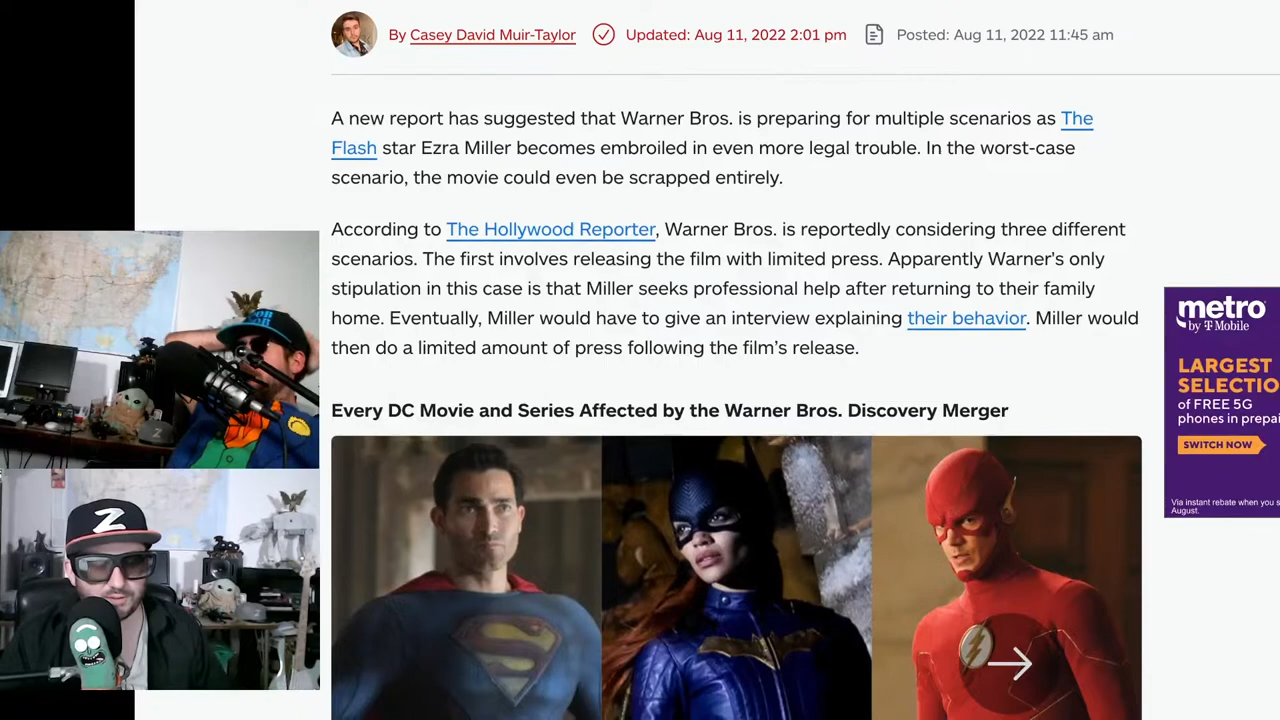 By Casey David Muir-Taylor Updated: Aug 11, 2022 2:01 pm Posted: Aug 11, 2022 11:45 am
A new report has suggested that Warner Bros. is preparing for multiple scenarios as The
Flash star Ezra Miller becomes embroiled in even more legal trouble. In the worst-case
scenario, the movie could even be scrapped entirely.
According to The Hollywood Reporter, Warner Bros. is reportedly considering three different
scenarios. The first involves releasing the film with limited press. Apparently Warner's only
stipulation in this case is that Miller seeks professional help after returning to their family
home. Eventually, Miller would have to give an interview explaining their behavior. Miller would
then do a limited amount of press following the film's release.
Every DC Movie and Series Affected by the Warner Bros. Discovery Merger
metro
by T Mobile
LARGEST
SELECTIO
of FREE 5G
phones in prepai
SWITCH NOW
Via instant rebate when you s
August.
Z
S